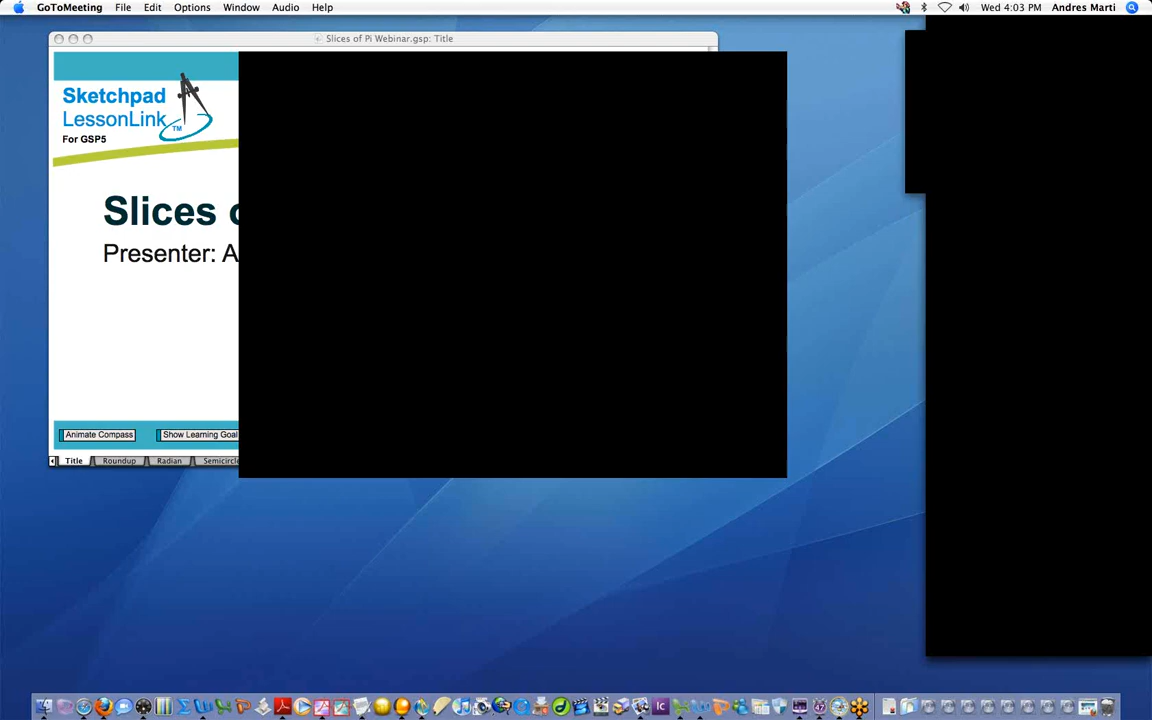 GoToMeeting File Edit Options Window Audio Help Wed 4:03 PM Andres Marti
Slices of Pi Webinar.gsp: Title
Sketchpad
LessonLink
TM
For GSP5
Slices
Presenter: A
Animate Compass Show Learning Goal
Title Roundup Radian Semicircle